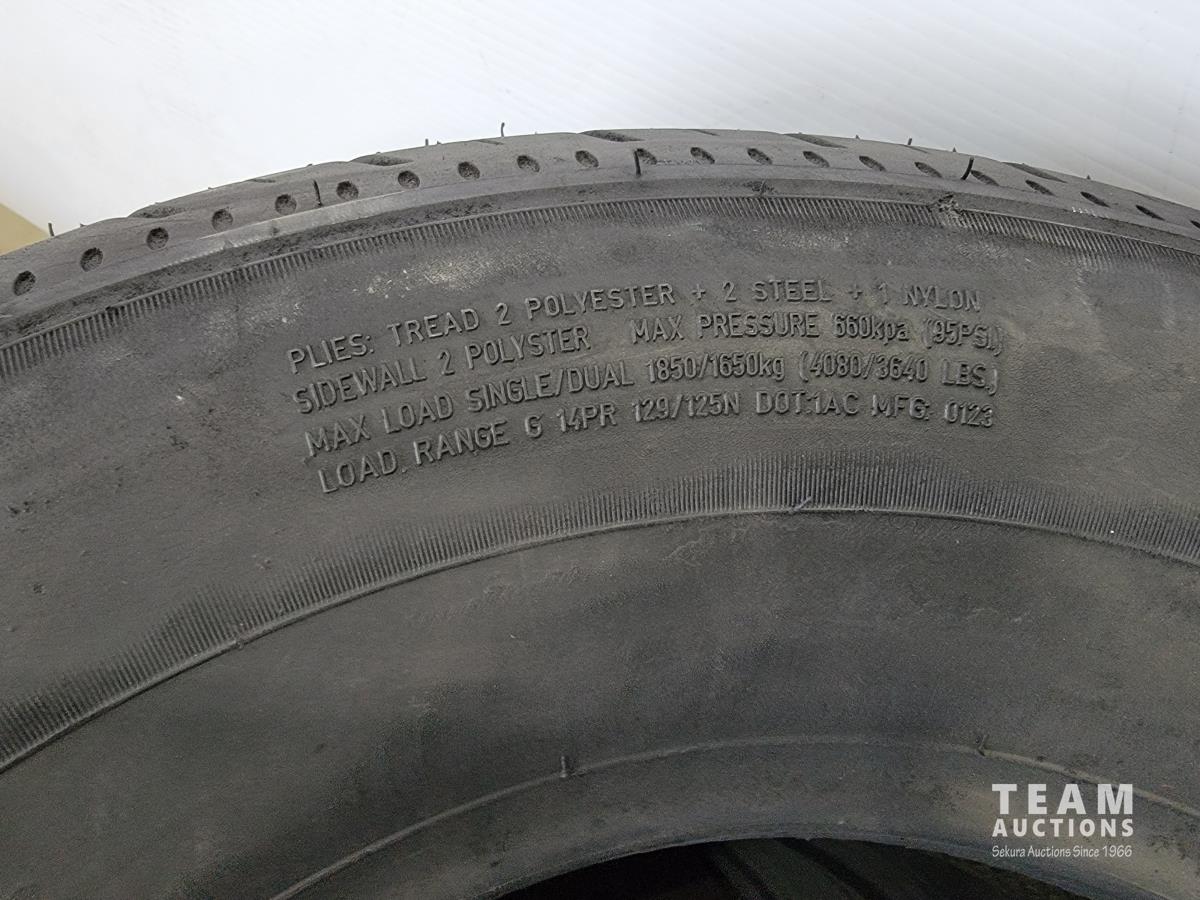 PLIES: TREAD 2 POLYESTER + 2 STEEL + 1 NYLON
SIDEWALL 2 POLYSTER MAX PRESSURE 660kpa (95PSI.)
MAX LOAD SINGLE/DUAL 1850/1650kg (4080/3640 LBS.)
LOAD RANGE G 14PR 129/125N DOT:1AC MFG: 0123
TEAM
AUCTIONS
Sekura Auctions Since 1966